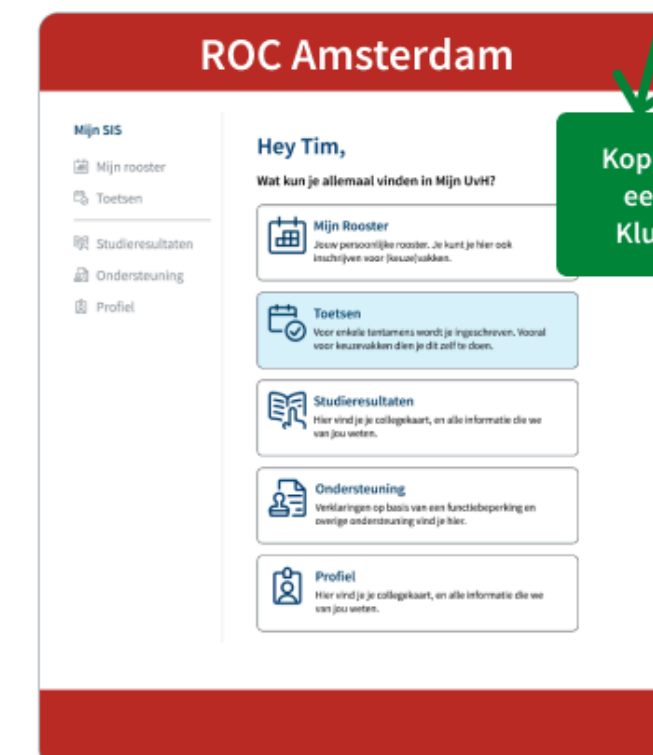 ROC Amsterdam
Mijn SIS
Mijn rooster
Toetsen
Studieresultaten
Ondersteuning
Profiel
Hey Tim,
Wat kun je allemaal vinden in Mijn UvH?
Mijn Rooster
Jouw persoonlijke rooster. Je kunt je hier ook
inschrijven voor (keuze)vakken.
Toetsen
Voor enkele tentamens wordt je ingeschreven. Vooral
voor keuzevakken dien je dit zelf te doen.
Studieresultaten
Hier vind je je collegekaart, en alle informatie die we
van jou weten.
Ondersteuning
Verklaringen op basis van een functiebeperking en
overige ondersteuning vind je hier.
Profiel
Hier vind je je collegekaart, en alle informatie die we
van jou weten.
Kop
ee
Klu